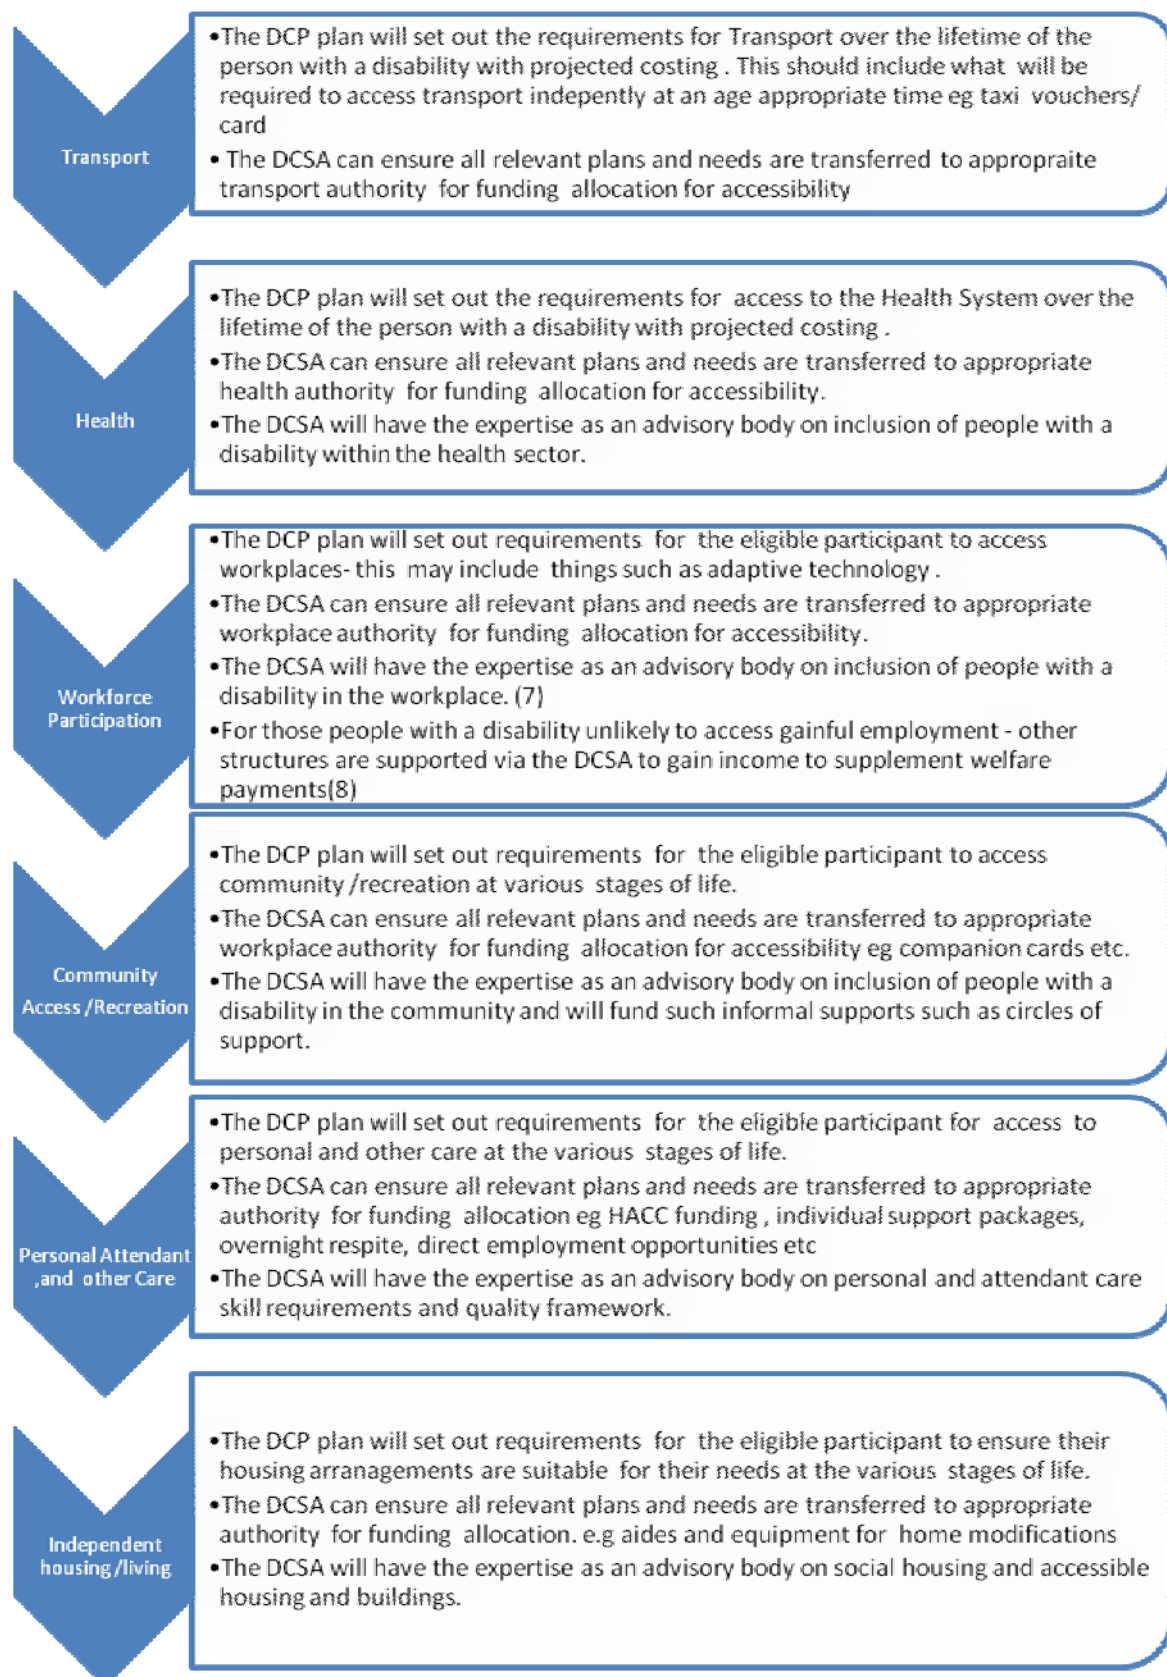 Transport
•The DCP plan will set out the requirements for Transport over the lifetime of the
person with a disability with projected costing . This should include what will be
required to access transport indepently at an age appropriate time eg taxi vouchers/
card
• The DCSA can ensure all relevant plans and needs are transferred to appropraite
transport authority for funding allocation for accessibility
Health
•The DCP plan will set out the requirements for access to the Health System over the
lifetime of the person with a disability with projected costing .
•The DCSA can ensure all relevant plans and needs are transferred to appropriate
health authority for funding allocation for accessibility.
•The DCSA will have the expertise as an advisory body on inclusion of people with a
disability within the health sector.
Workforce
Participation
•The DCP plan will set out requirements for the eligible participant to access
workplaces- this may include things such as adaptive technology .
•The DCSA can ensure all relevant plans and needs are transferred to appropriate
workplace authority for funding allocation for accessibility.
•The DCSA will have the expertise as an advisory body on inclusion of people with a
disability in the workplace. (7)
•For those people with a disability unlikely to access gainful employment - other
structures are supported via the DCSA to gain income to supplement welfare
payments(8)
Community
Access /Recreation
•The DCP plan will set out requirements for the eligible participant to access
community /recreation at various stages of life.
•The DCSA can ensure all relevant plans and needs are transferred to appropriate
workplace authority for funding allocation for accessibility eg companion cards etc.
•The DCSA will have the expertise as an advisory body on inclusion of people with a
disability in the community and will fund such informal supports such as circles of
support.
Personal Attendant
,and other Care
•The DCP plan will set out requirements for the eligible participant for access to
personal and other care at the various stages of life.
•The DCSA can ensure all relevant plans and needs are transferred to appropriate
authority for funding allocation eg HACC funding , individual support packages,
overnight respite, direct employment opportunities etc
•The DCSA will have the expertise as an advisory body on personal and attendant care
skill requirements and quality framework.
Independent
housing /living
•The DCP plan will set out requirements for the eligible participant to ensure their
housing arranagements are suitable for their needs at the various stages of life.
•The DCSA can ensure all relevant plans and needs are transferred to appropriate
authority for funding allocation. e.g aides and equipment for home modifications
•The DCSA will have the expertise as an advisory body on social housing and accessible
housing and buildings.